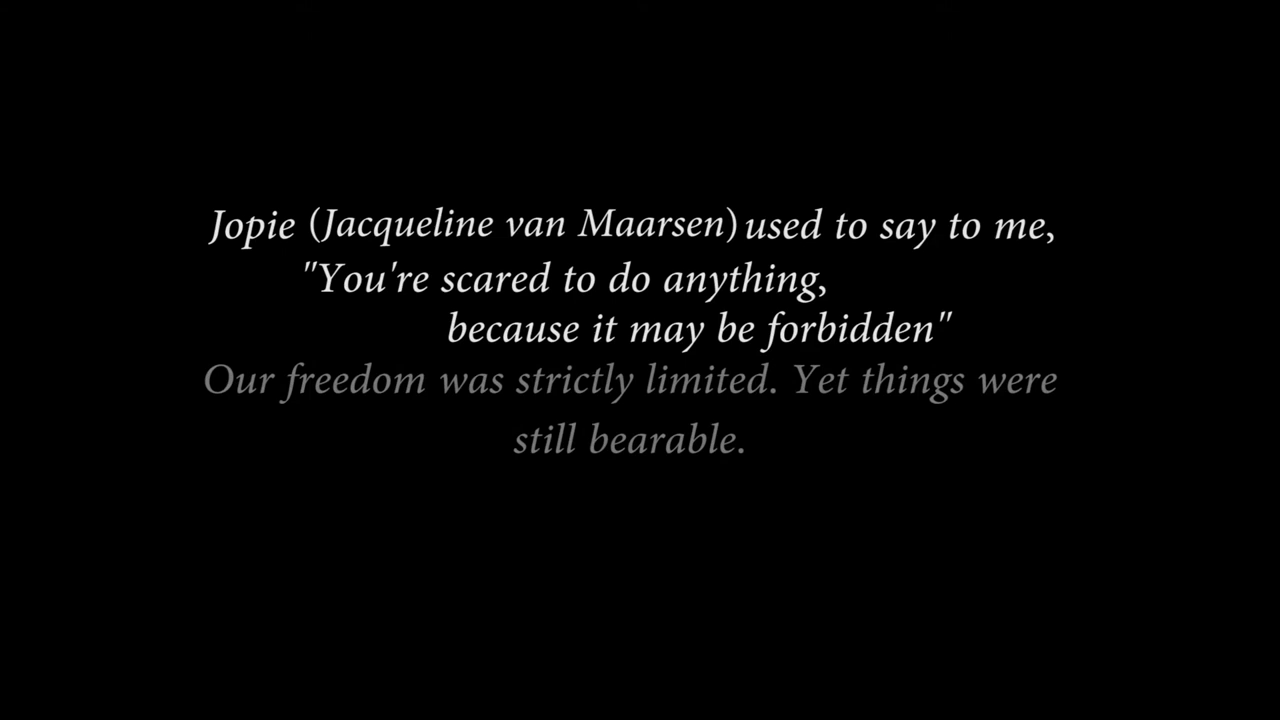 Jopie (Jacqueline van Maarsen) used to say to me,
"You're scared to do anything,
because it may be forbidden"
Our freedom was strictly limited. Yet things were
still bearable.